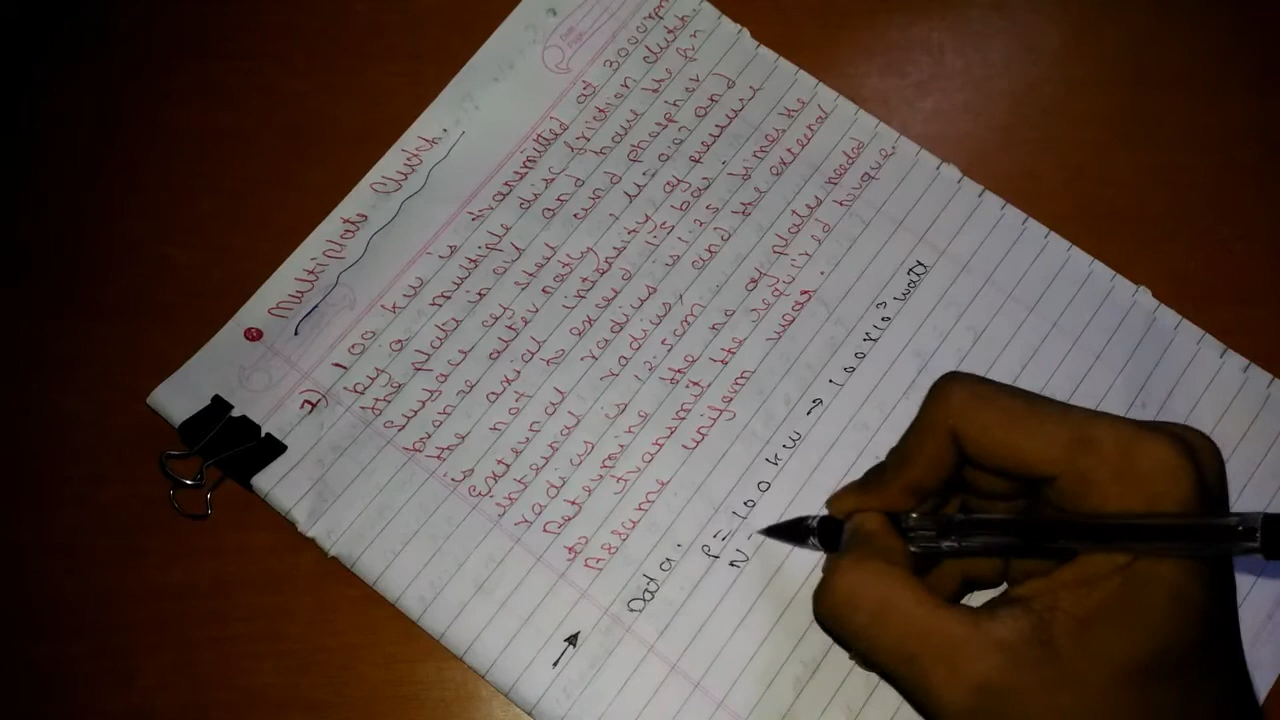 Multiplate Clutch.
1) 100 kw is transmitted at 3000 rpm
by a multiple disc friction clutch.
the plate in oil and have the frn
surface ofy steel and phosphor
bronze alternately μ= 0.07 and
the axial intensity of pressure
is not to exceed 1.5 bar.
External radius is 1.25 times the
internal radius, and the external
radius is 12.5cm.
Determine the no of plates needed
to transmit the required torque.
Assume uniform wear.
→ Data.
P = 100 kw → 100 x 10³ watt
N -